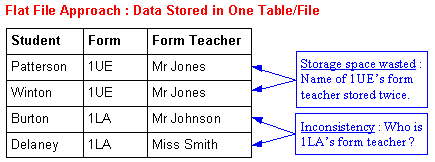 Flat File Approach : Data Stored in One Table/File
Student Form Form Teacher
Patterson 1UE Mr Jones
Winton 1UE Mr Jones
Burton 1LA Mr Johnson
Delaney 1LA Miss Smith
Storage space wasted :
Name of 1UE's form
teacher stored twice.
Inconsistency : Who is
1LA's form teacher ?